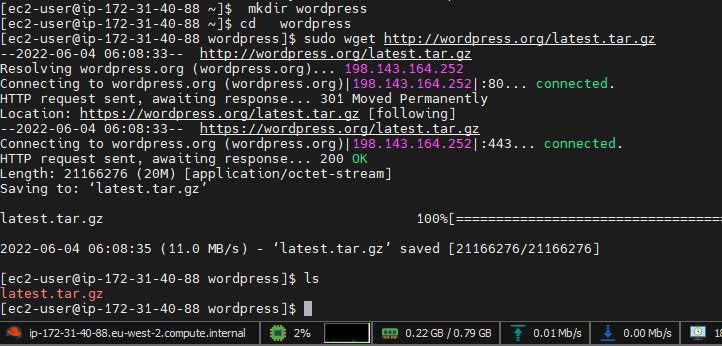 [ec2-user@ip-172-31-40-88 ~]$  mkdir wordpress
[ec2-user@ip-172-31-40-88 ~]$ cd   wordpress
[ec2-user@ip-172-31-40-88 wordpress]$ sudo wget http://wordpress.org/latest.tar.gz
--2022-06-04 06:08:33--  http://wordpress.org/latest.tar.gz
Resolving wordpress.org (wordpress.org)... 198.143.164.252
Connecting to wordpress.org (wordpress.org)|198.143.164.252|:80... connected.
HTTP request sent, awaiting response... 301 Moved Permanently
Location: https://wordpress.org/latest.tar.gz [following]
--2022-06-04 06:08:33--  https://wordpress.org/latest.tar.gz
Connecting to wordpress.org (wordpress.org)|198.143.164.252|:443... connected.
HTTP request sent, awaiting response... 200 OK
Length: 21166276 (20M) [application/octet-stream]
Saving to: ‘latest.tar.gz’
latest.tar.gz                                        100%[==================================
2022-06-04 06:08:35 (11.0 MB/s) - ‘latest.tar.gz’ saved [21166276/21166276]
[ec2-user@ip-172-31-40-88 wordpress]$ ls
latest.tar.gz
[ec2-user@ip-172-31-40-88 wordpress]$
ip-172-31-40-88.eu-west-2.compute.internal 2% 0.22 GB / 0.79 GB 0.01 Mb/s 0.00 Mb/s